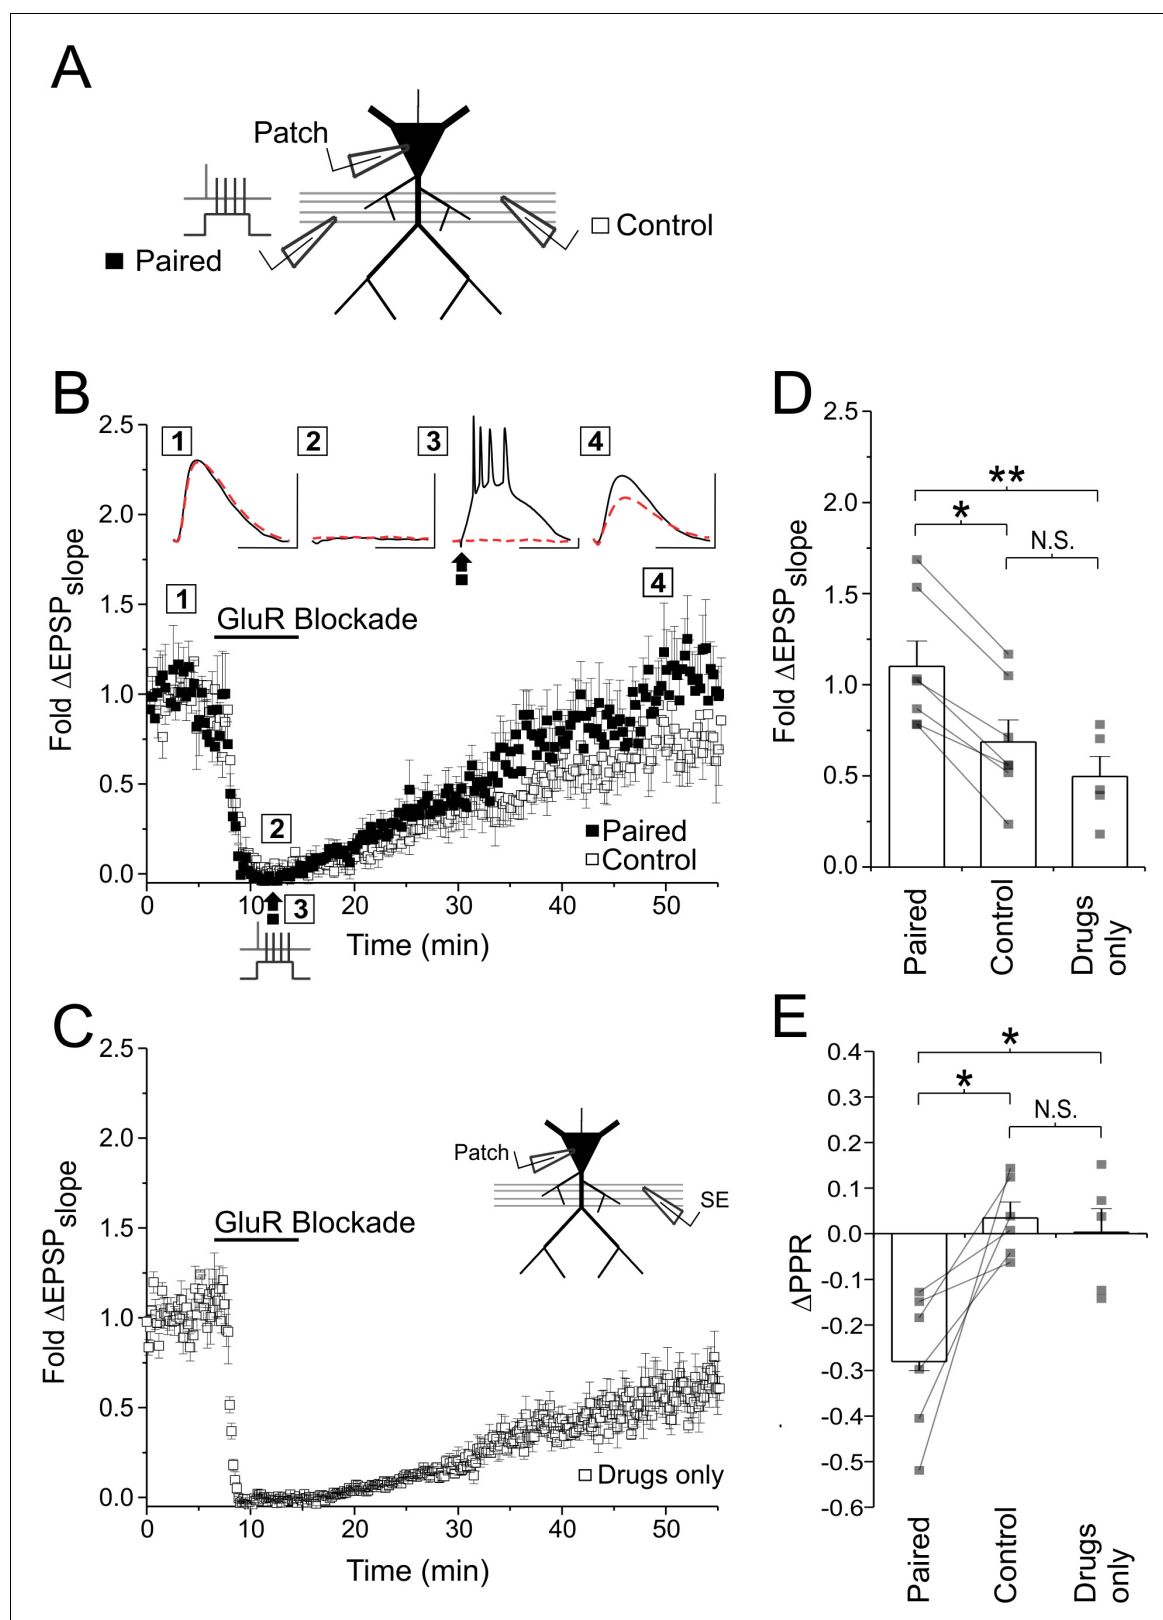 A
Patch
Paired
Control
B
Fold ΔEPSPslope
2.5
2.0
1.5
1.0
0.5
0.0
1
2
3
4
1
GluR Blockade
4
2
Paired
Control
0
10
20
30
40
50
3
Time (min)
C
Fold ΔEPSPslope
2.5
2.0
1.5
1.0
0.5
0.0
Patch
SE
GluR Blockade
Drugs only
0
10
20
30
40
50
Time (min)
D
Fold ΔEPSPslope
2.5
2.0
1.5
1.0
0.5
0.0
**
*
N.S.
Paired
Control
Drugs
only
E
ΔPPR
0.4
0.3
0.2
0.1
0.0
-0.1
-0.2
-0.3
-0.4
-0.5
-0.6
*
*
N.S.
Paired
Control
Drugs
only